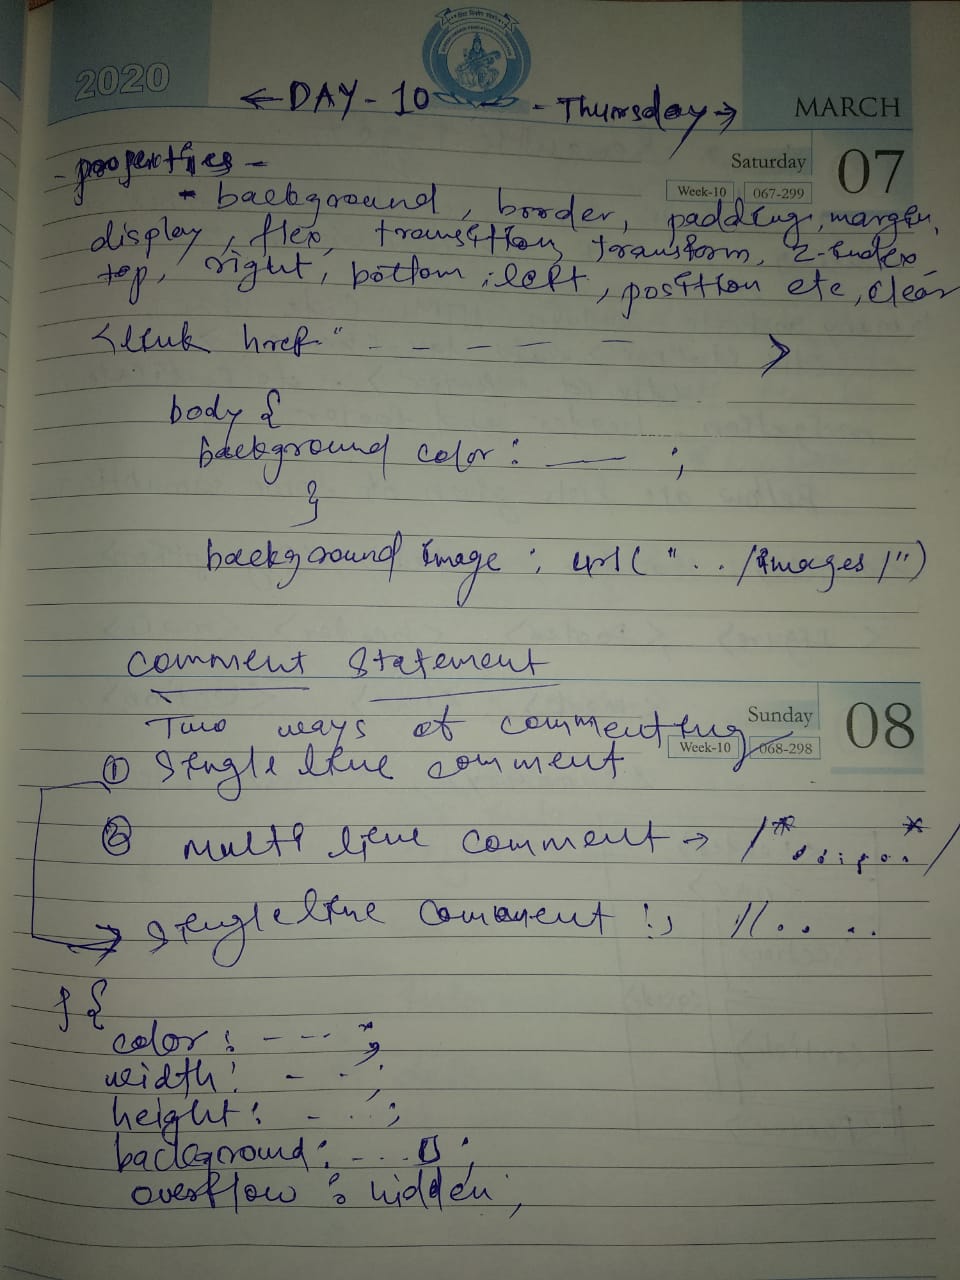 2020
← DAY - 10 - Thursday →
MARCH
Saturday 07
Week-10 067-299
- properties -
- background, border, padding, margin,
display, flex, transition, transform, z-index,
top, right, bottom, left, position etc, clear
<link href=" - - - - - >
body {
background color : — ;
}
background image : url( " . . /images /")
Comment Statement
Sunday 08
Week-10 068-298
Two ways of commenting
① Single line comment
② Multi line comment → /* ...... */
→ Single line comment :, // .. ..
} {
color : - - - ;
width : - - ;
height : - .. ;
background : - ... ;
overflow : hidden ;